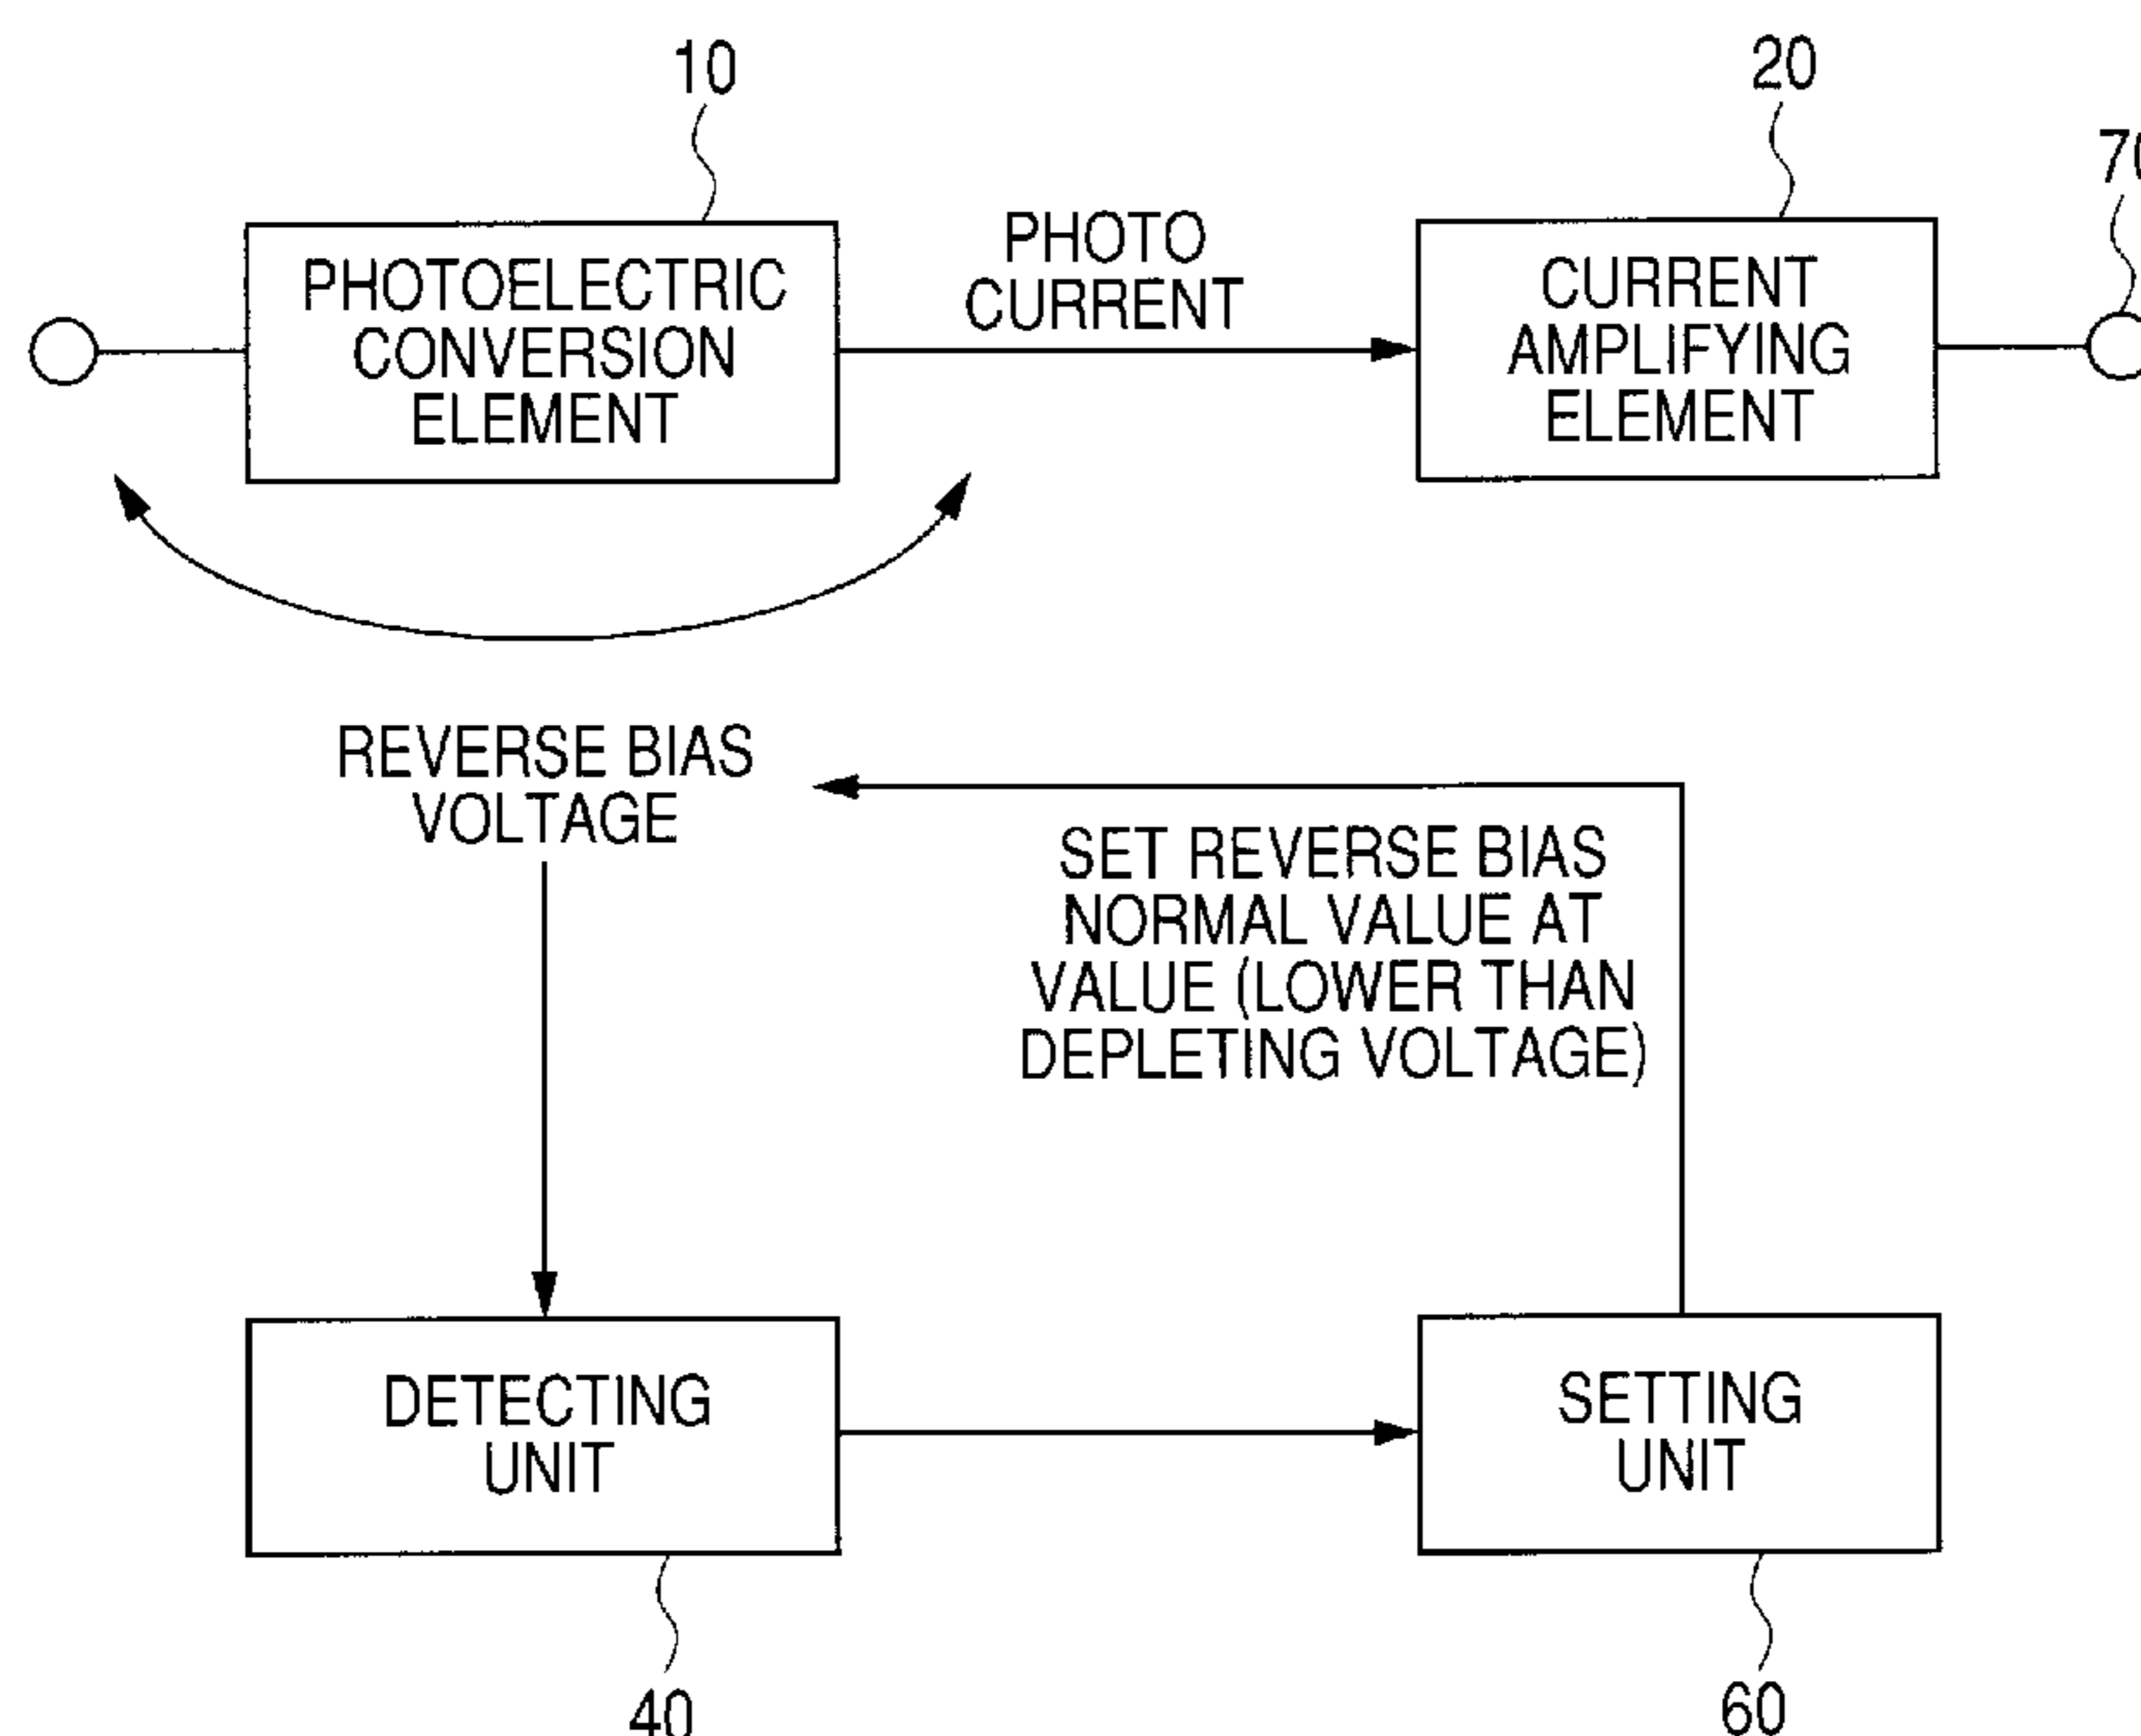 10
20
70
PHOTOELECTRIC
CONVERSION
ELEMENT
PHOTO
CURRENT
CURRENT
AMPLIFYING
ELEMENT
REVERSE BIAS
VOLTAGE
SET REVERSE BIAS
NORMAL VALUE AT
VALUE (LOWER THAN
DEPLETING VOLTAGE)
DETECTING
UNIT
SETTING
UNIT
40
60